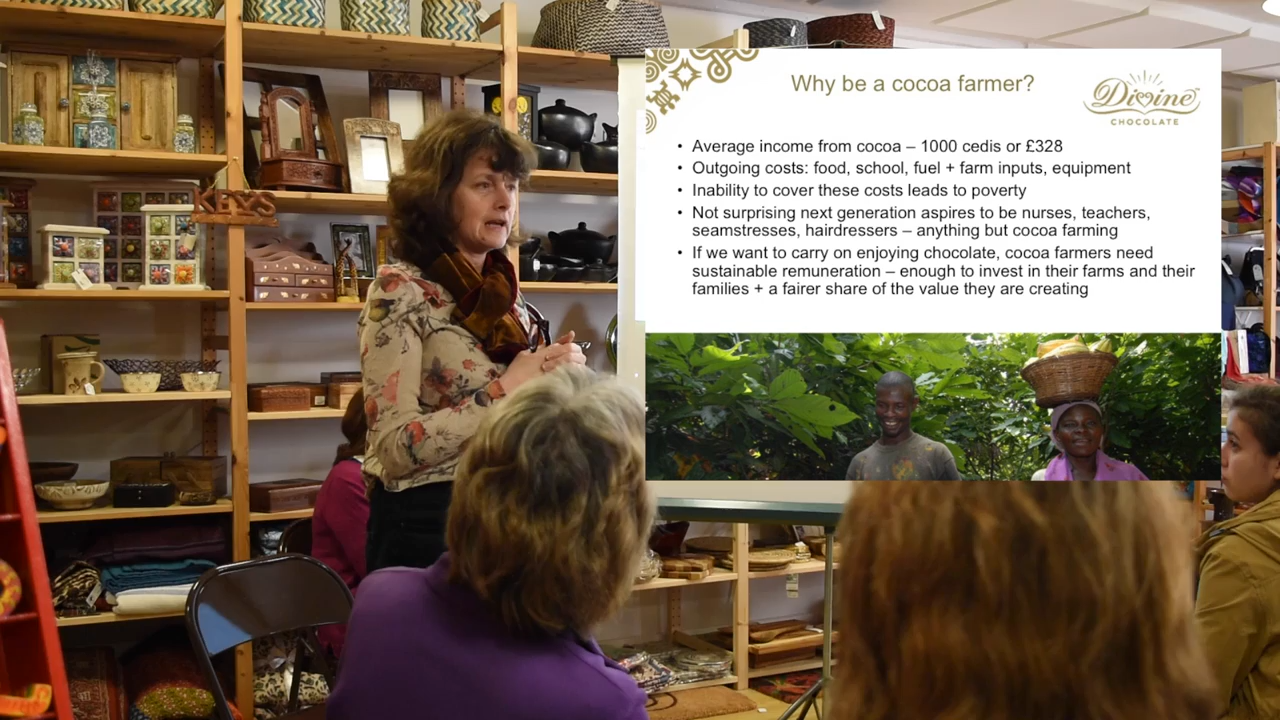 Why be a cocoa farmer?
Divine
CHOCOLATE
• Average income from cocoa – 1000 cedis or £328
• Outgoing costs: food, school, fuel + farm inputs, equipment
• Inability to cover these costs leads to poverty
• Not surprising next generation aspires to be nurses, teachers,
seamstresses, hairdressers – anything but cocoa farming
• If we want to carry on enjoying chocolate, cocoa farmers need
sustainable remuneration – enough to invest in their farms and their
families + a fairer share of the value they are creating
KEYS